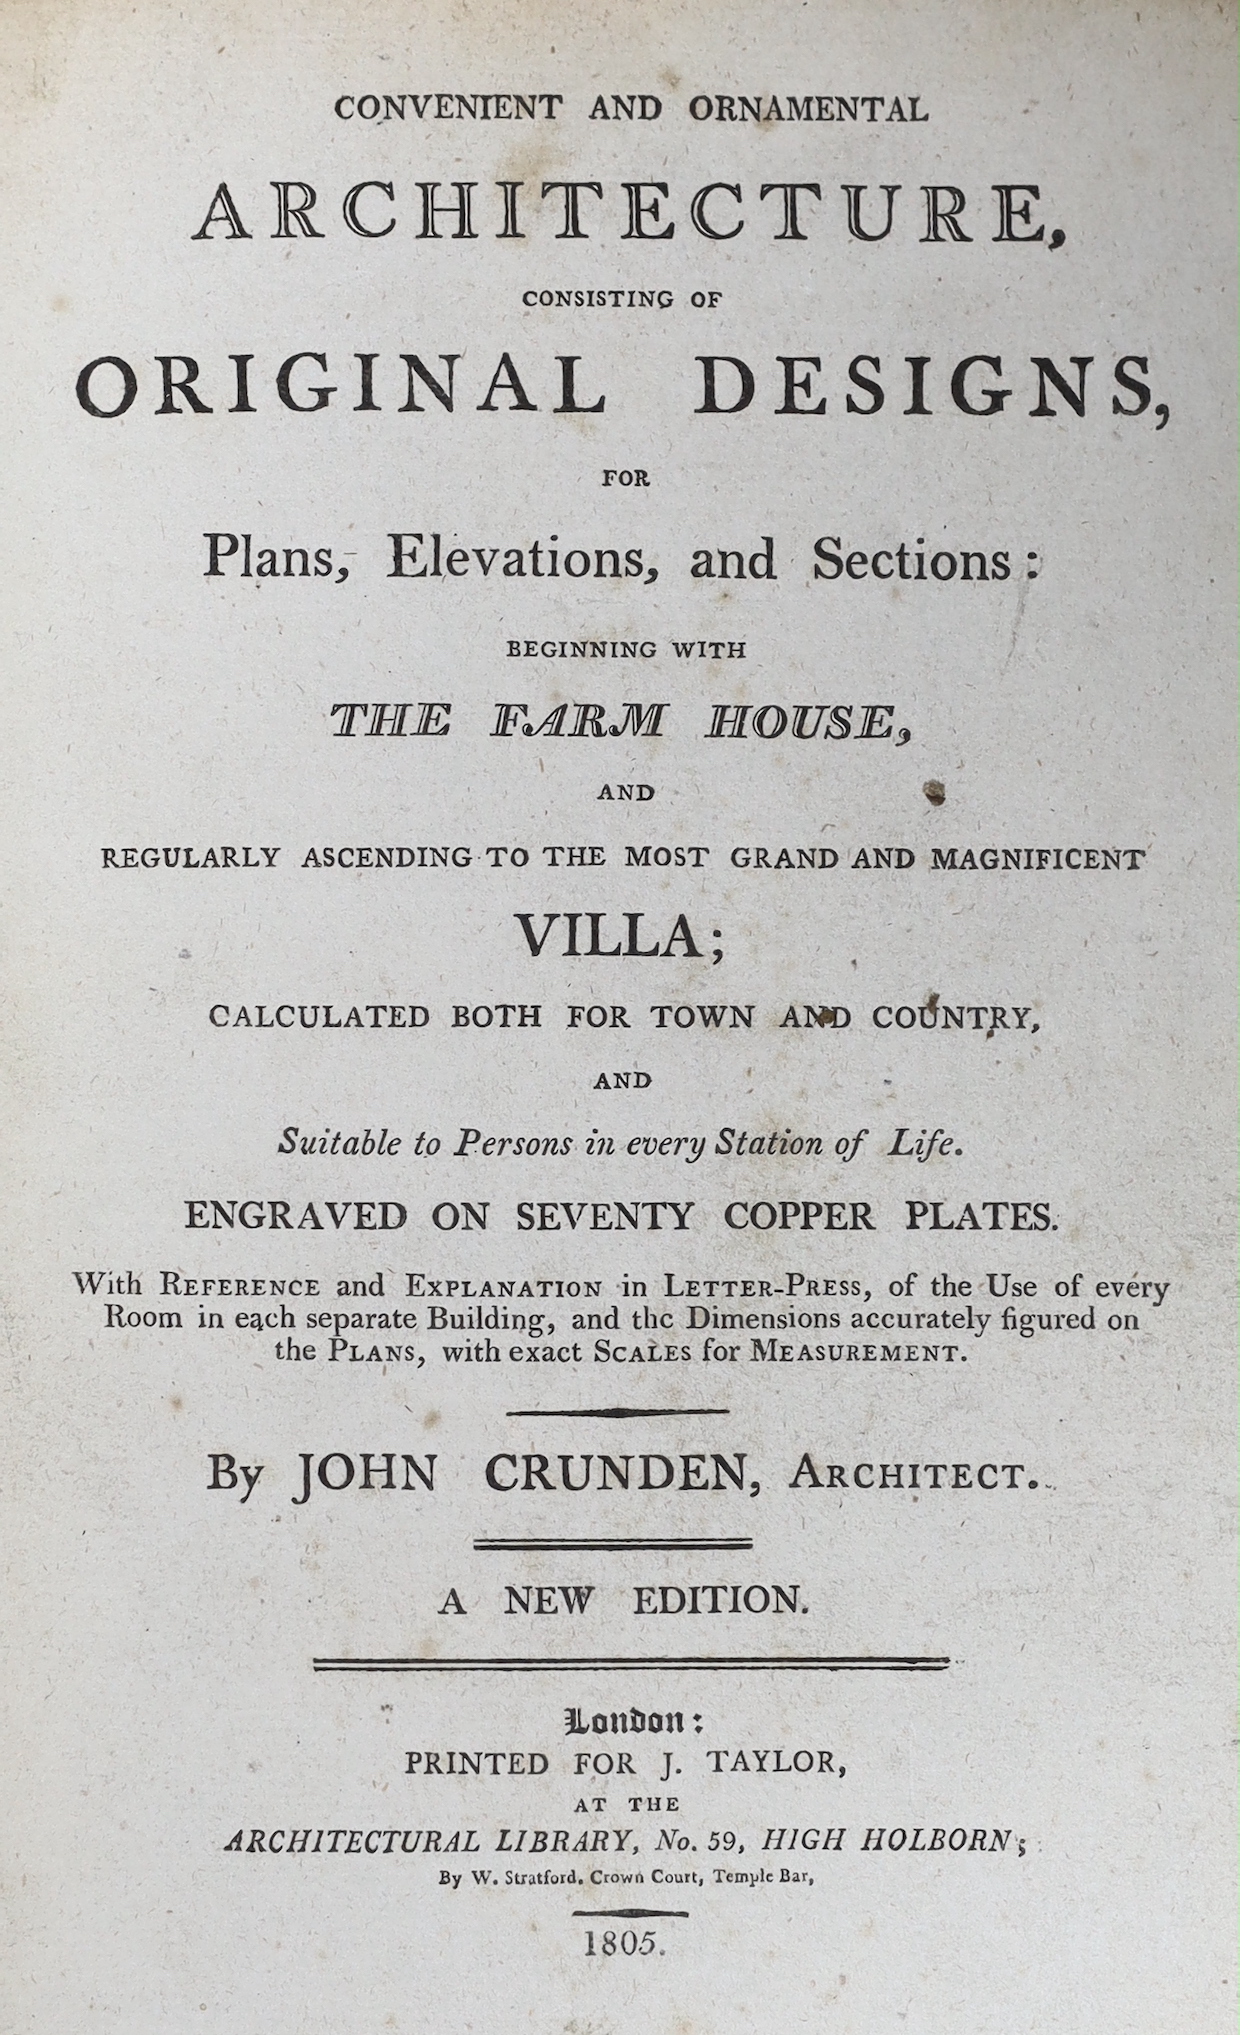 CONVENIENT AND ORNAMENTAL
ARCHITECTURE,
CONSISTING OF
ORIGINAL DESIGNS,
FOR
Plans, Elevations, and Sections:
BEGINNING WITH
THE FARM HOUSE,
AND
REGULARLY ASCENDING TO THE MOST GRAND AND MAGNIFICENT
VILLA;
CALCULATED BOTH FOR TOWN AND COUNTRY,
AND
Suitable to Persons in every Station of Life.
ENGRAVED ON SEVENTY COPPER PLATES.
With REFERENCE and EXPLANATION in LETTER-PRESS, of the Use of every
Room in each separate Building, and the Dimensions accurately figured on
the PLANS, with exact SCALES for MEASUREMENT.
By JOHN CRUNDEN, ARCHITECT.
A NEW EDITION.
London:
PRINTED FOR J. TAYLOR,
AT THE
ARCHITECTURAL LIBRARY, No. 59, HIGH HOLBORN;
By W. Stratford. Crown Court, Temple Bar,
1805.